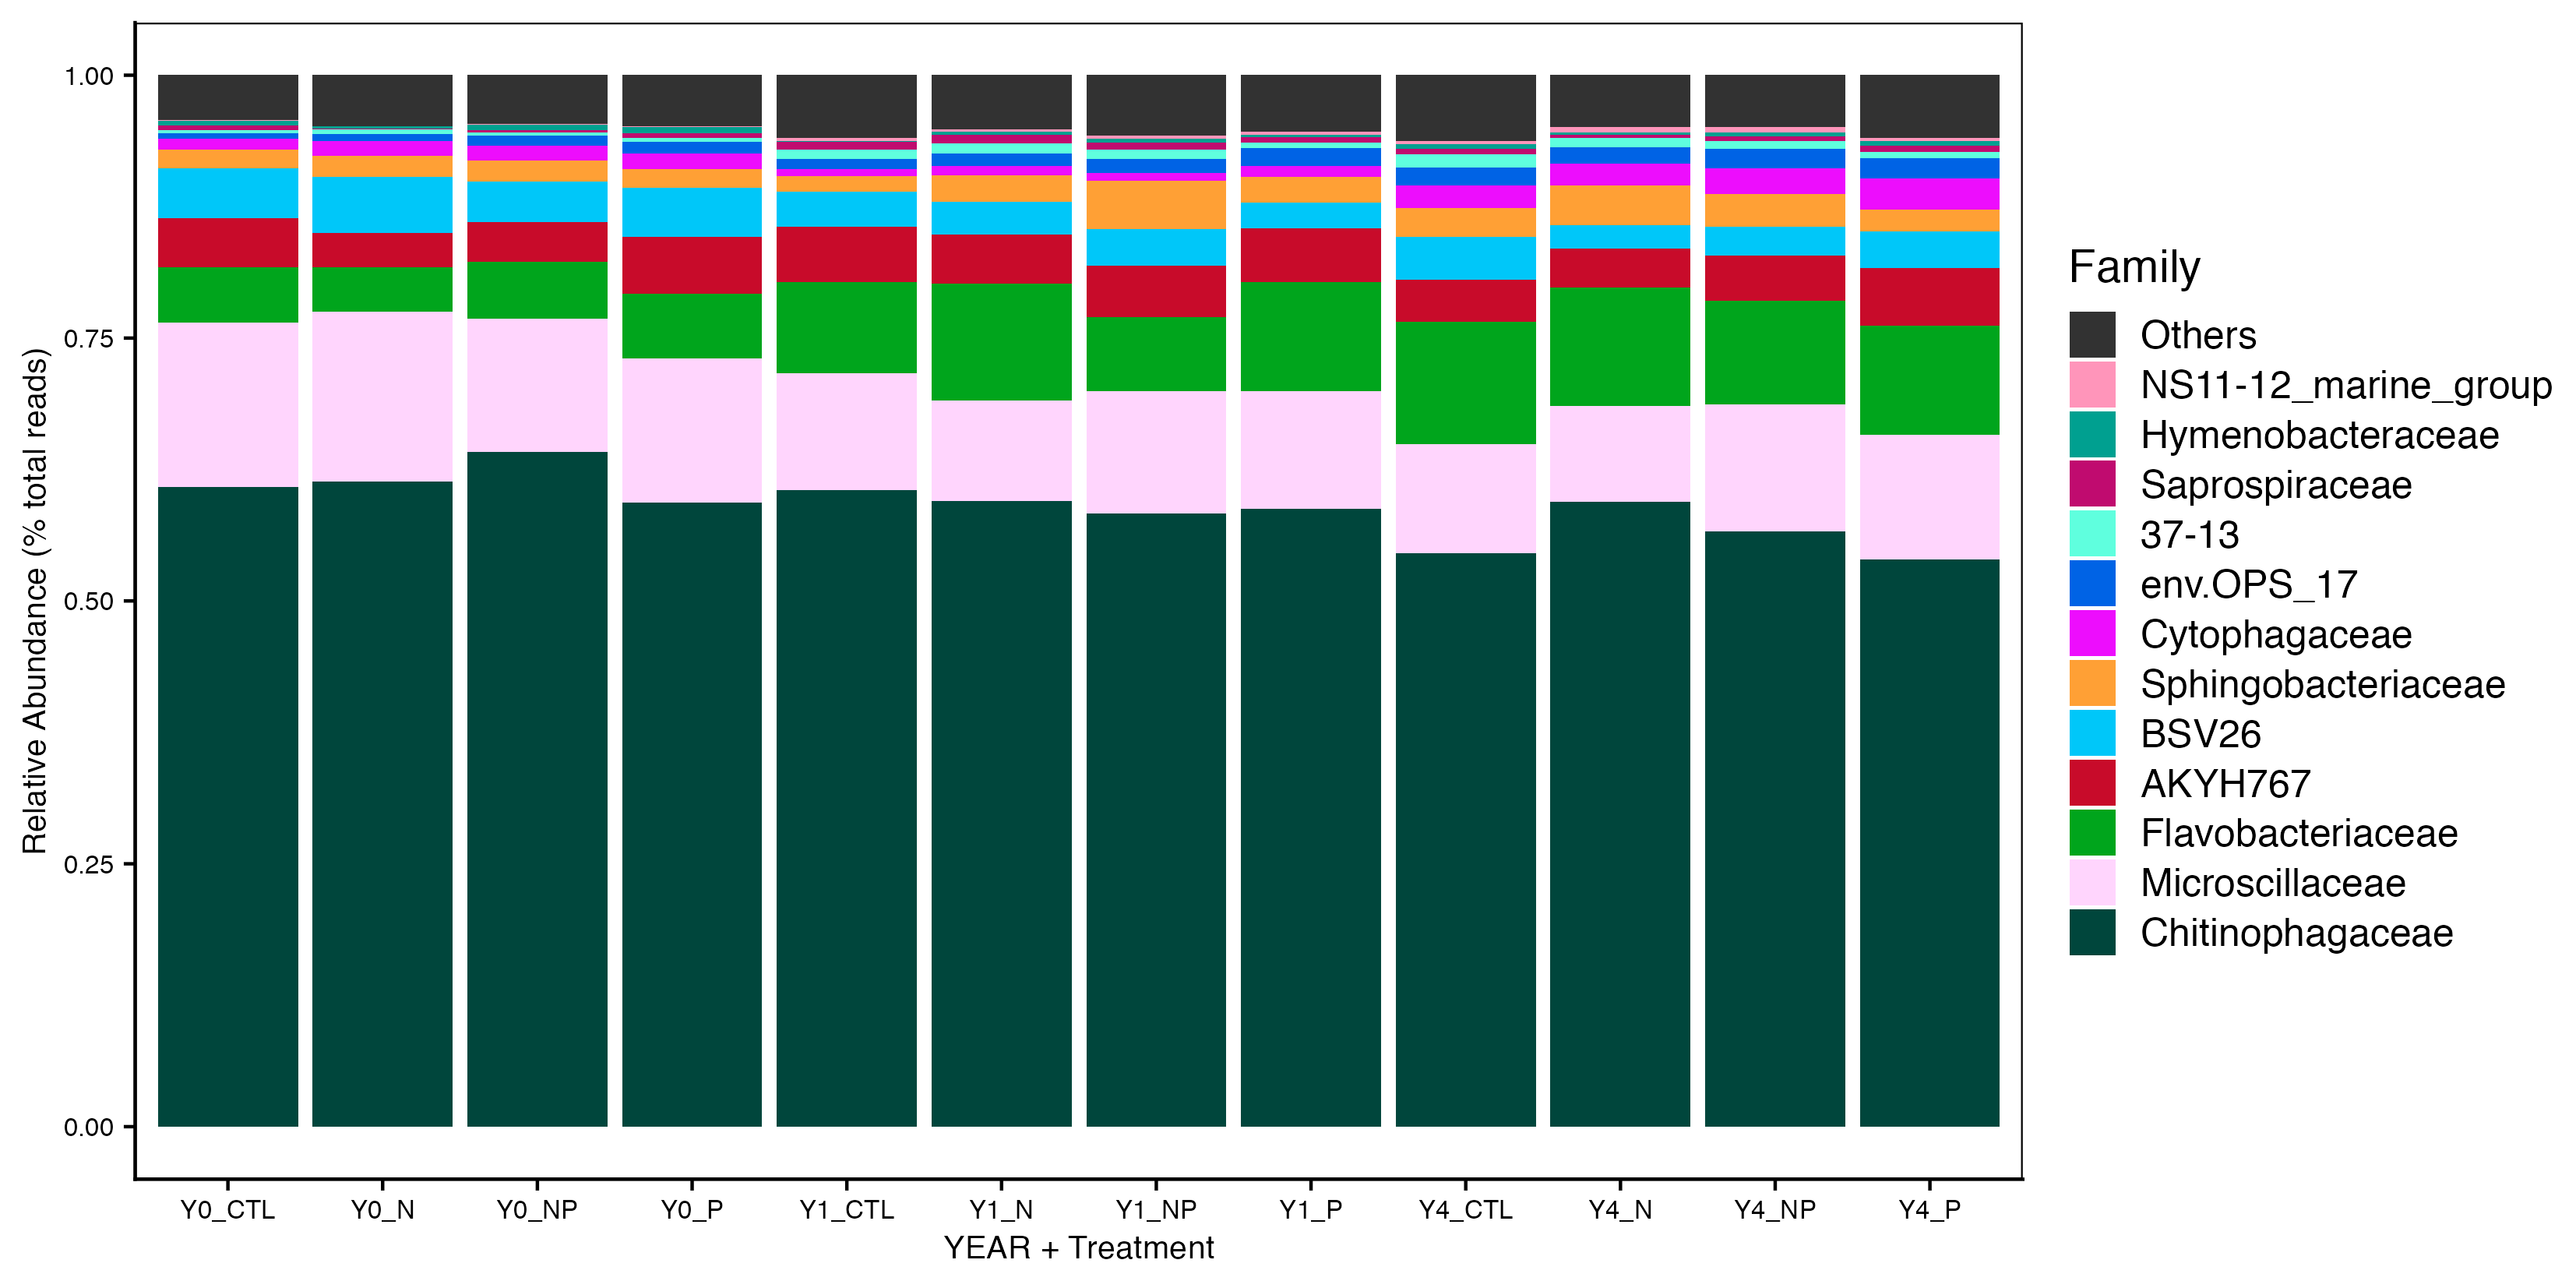 Relative Abundance (% total reads)
1.00
0.75
0.50
0.25
0.00
Y0_CTL Y0_N Y0_NP Y0_P Y1_CTL Y1_N Y1_NP Y1_P Y4_CTL Y4_N Y4_NP Y4_P
YEAR + Treatment
Family
Others
NS11-12_marine_group
Hymenobacteraceae
Saprospiraceae
37-13
env.OPS_17
Cytophagaceae
Sphingobacteriaceae
BSV26
AKYH767
Flavobacteriaceae
Microscillaceae
Chitinophagaceae